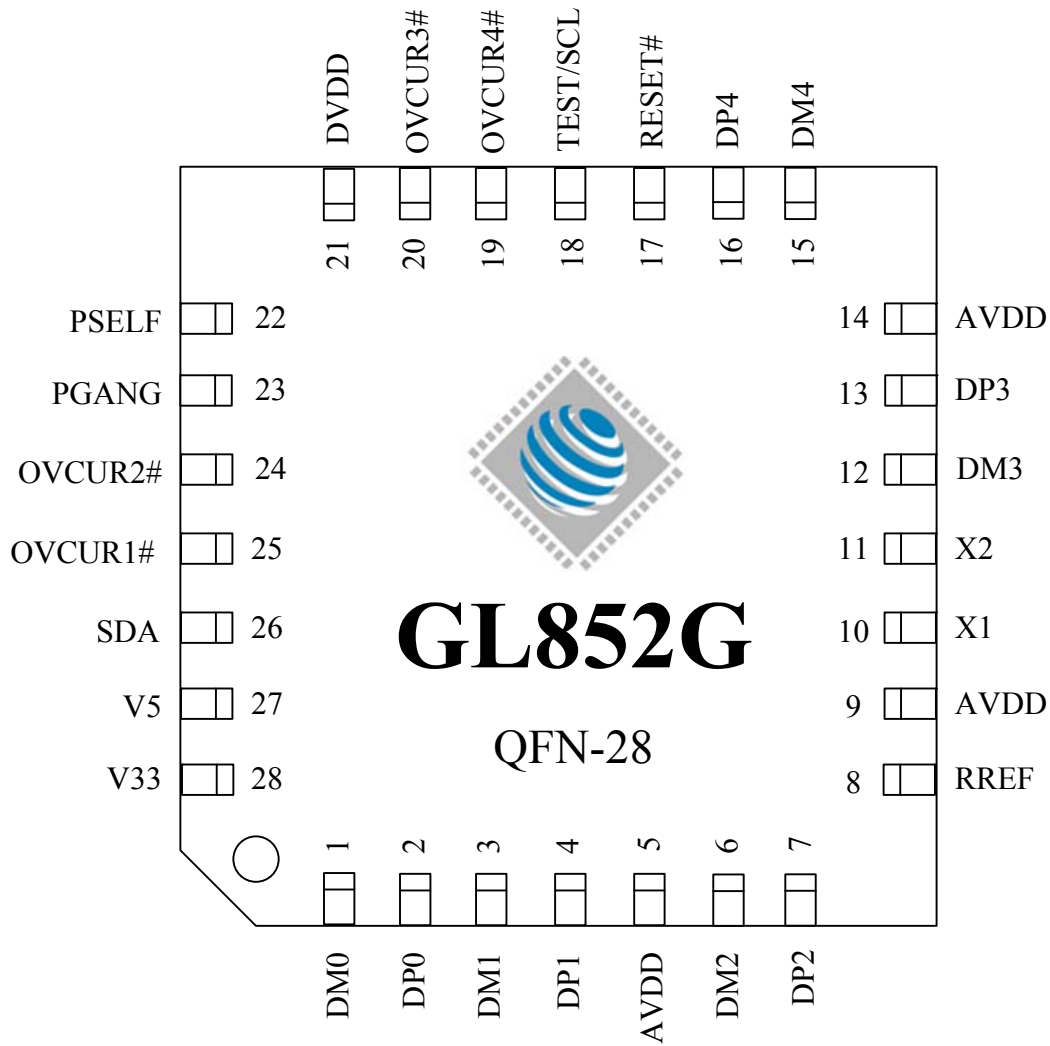 DVDD
OVCUR3#
OVCUR4#
TEST/SCL
RESET#
DP4
DM4
21
20
19
18
17
16
15
PSELF 22
PGANG 23
OVCUR2# 24
OVCUR1# 25
SDA 26
V5 27
V33 28
14 AVDD
13 DP3
12 DM3
11 X2
10 X1
9 AVDD
8 RREF
GL852G
QFN-28
1
2
3
4
5
6
7
DM0
DP0
DM1
DP1
AVDD
DM2
DP2